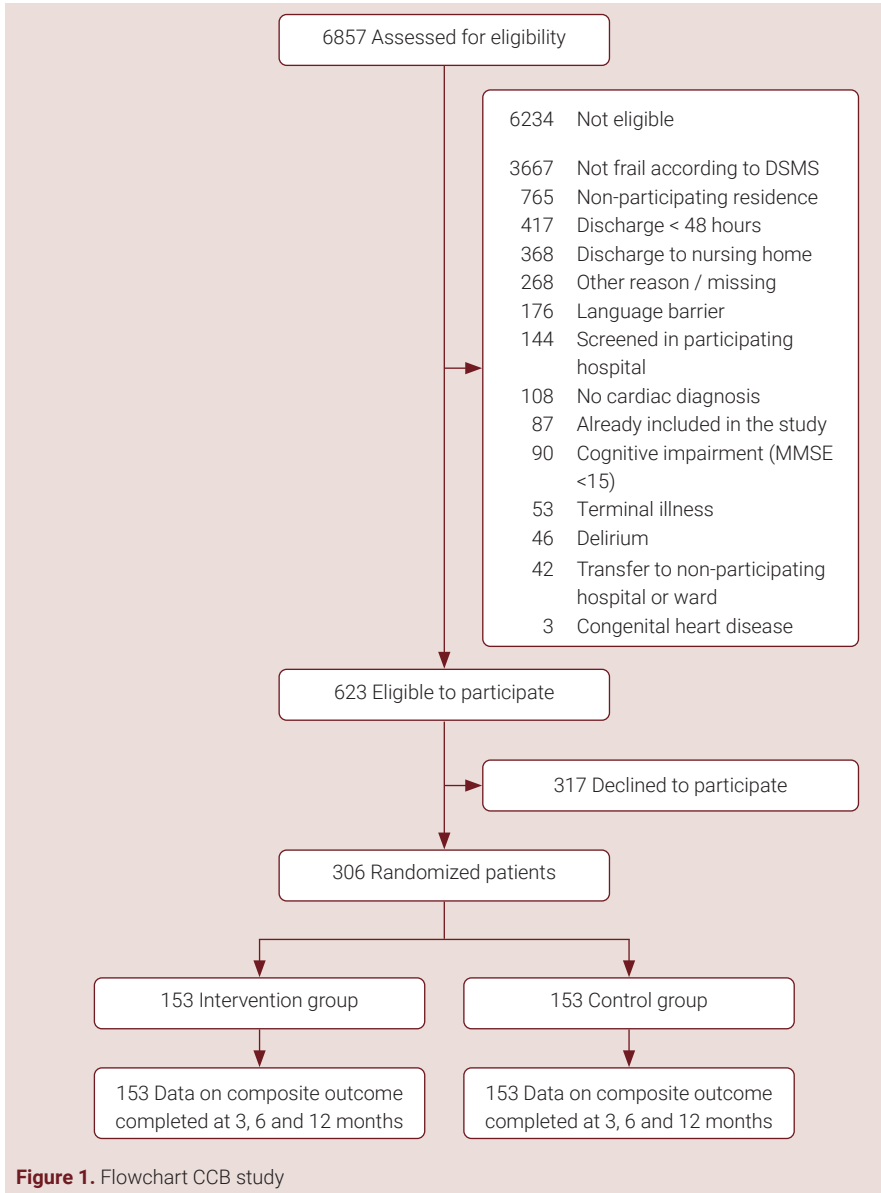 6857 Assessed for eligibility
6234 Not eligible
3667 Not frail according to DSMS
765 Non-participating residence
417 Discharge < 48 hours
368 Discharge to nursing home
268 Other reason / missing
176 Language barrier
144 Screened in participating
hospital
108 No cardiac diagnosis
87 Already included in the study
90 Cognitive impairment (MMSE
<15)
53 Terminal illness
46 Delirium
42 Transfer to non-participating
hospital or ward
3 Congenital heart disease
623 Eligible to participate
317 Declined to participate
306 Randomized patients
153 Intervention group
153 Control group
153 Data on composite outcome
completed at 3, 6 and 12 months
153 Data on composite outcome
completed at 3, 6 and 12 months
Figure 1. Flowchart CCB study